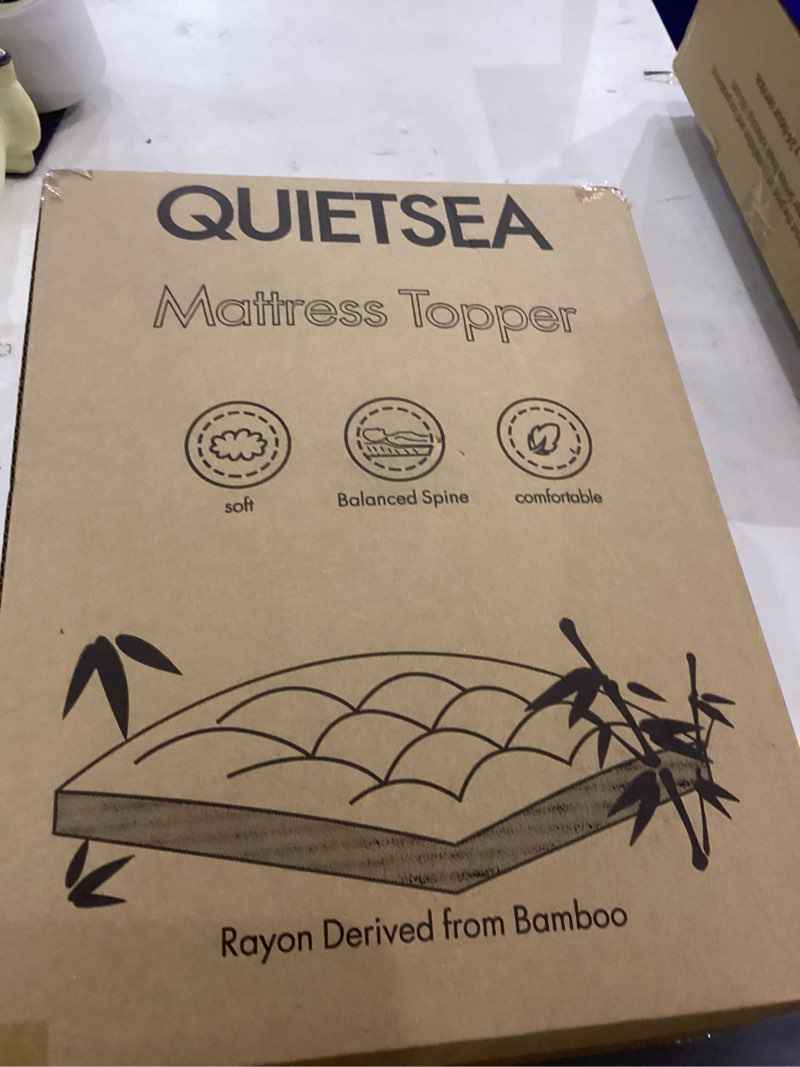 QUIETSEA
Mattress Topper
soft
Balanced Spine
comfortable
Rayon Derived from Bamboo